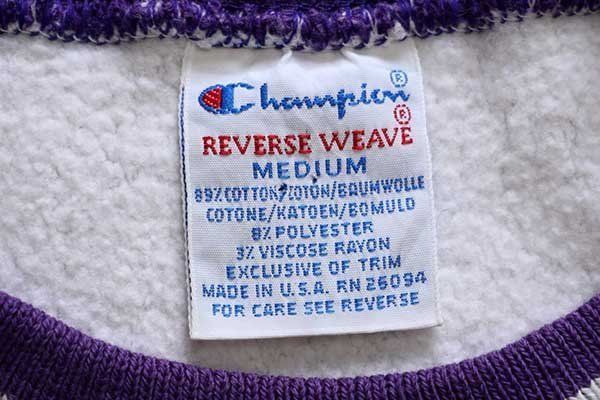 Champion®
REVERSE WEAVE®
MEDIUM
89% COTTON/COTON/BAUMWOLLE
COTONE/KATOEN/BOMULD
8% POLYESTER
3% VISCOSE RAYON
EXCLUSIVE OF TRIM
MADE IN U.S.A. RN 26094
FOR CARE SEE REVERSE